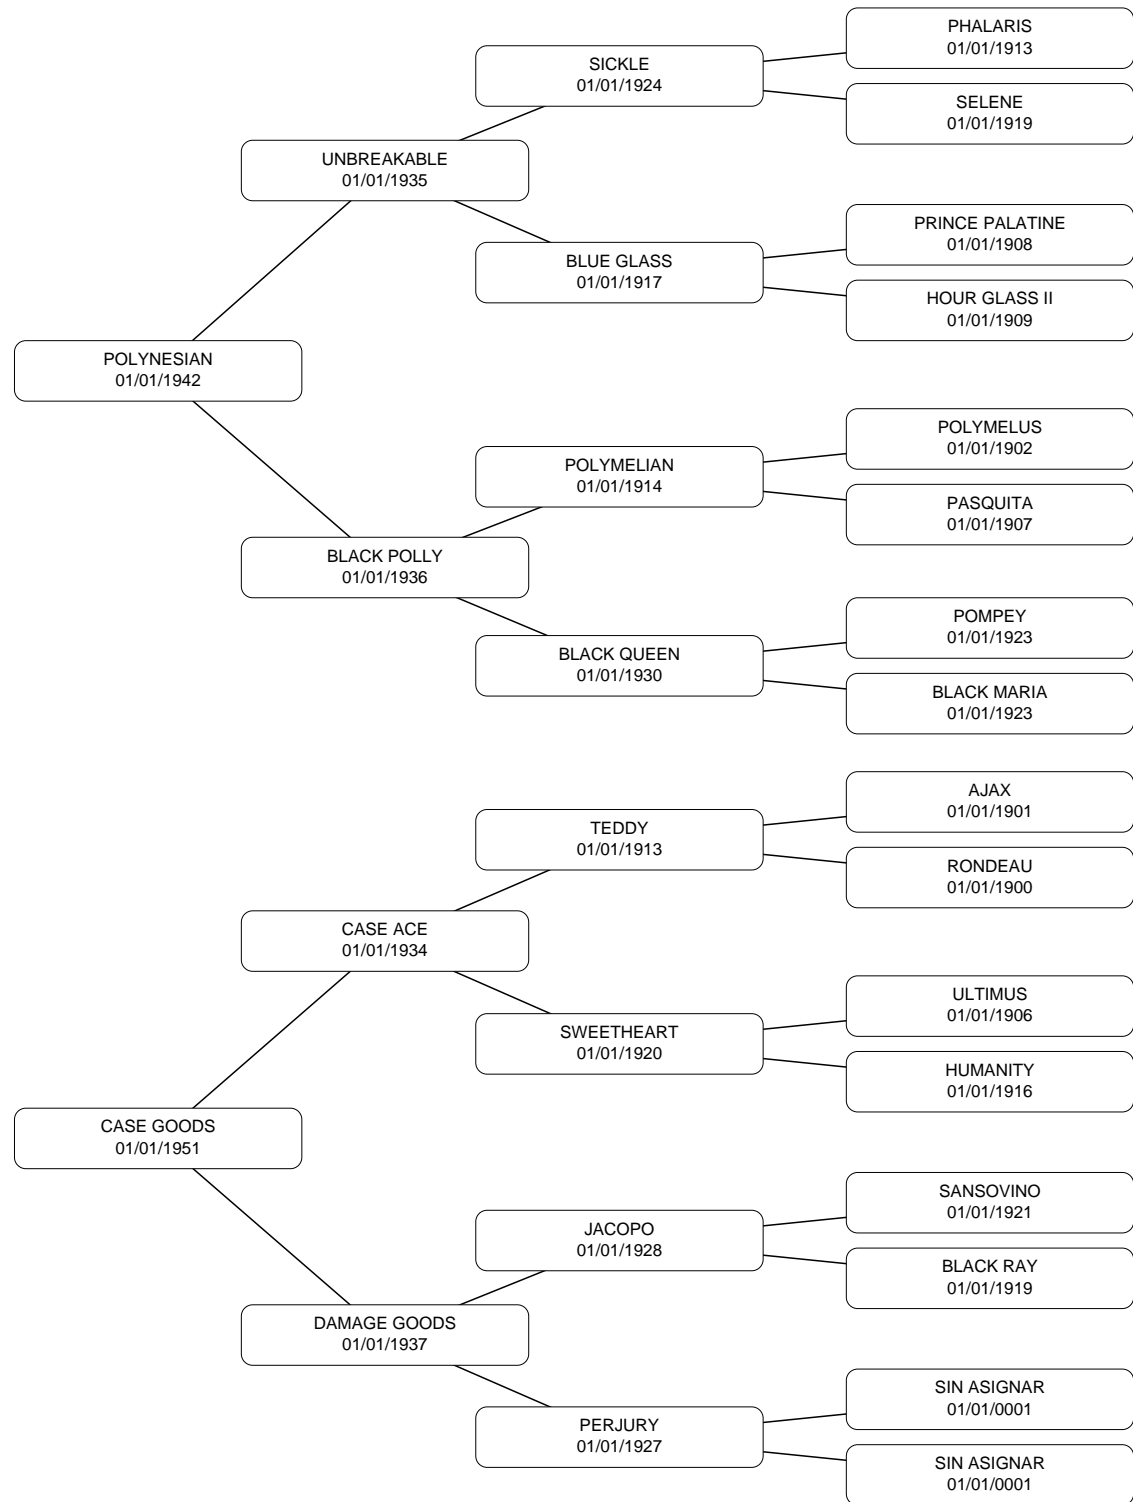 PHALARIS
01/01/1913
SICKLE
01/01/1924
SELENE
01/01/1919
UNBREAKABLE
01/01/1935
PRINCE PALATINE
01/01/1908
BLUE GLASS
01/01/1917
HOUR GLASS II
01/01/1909
POLYNESIAN
01/01/1942
POLYMELUS
01/01/1902
POLYMELIAN
01/01/1914
PASQUITA
01/01/1907
BLACK POLLY
01/01/1936
POMPEY
01/01/1923
BLACK QUEEN
01/01/1930
BLACK MARIA
01/01/1923
AJAX
01/01/1901
TEDDY
01/01/1913
RONDEAU
01/01/1900
CASE ACE
01/01/1934
ULTIMUS
01/01/1906
SWEETHEART
01/01/1920
HUMANITY
01/01/1916
CASE GOODS
01/01/1951
SANSOVINO
01/01/1921
JACOPO
01/01/1928
BLACK RAY
01/01/1919
DAMAGE GOODS
01/01/1937
SIN ASIGNAR
01/01/0001
PERJURY
01/01/1927
SIN ASIGNAR
01/01/0001